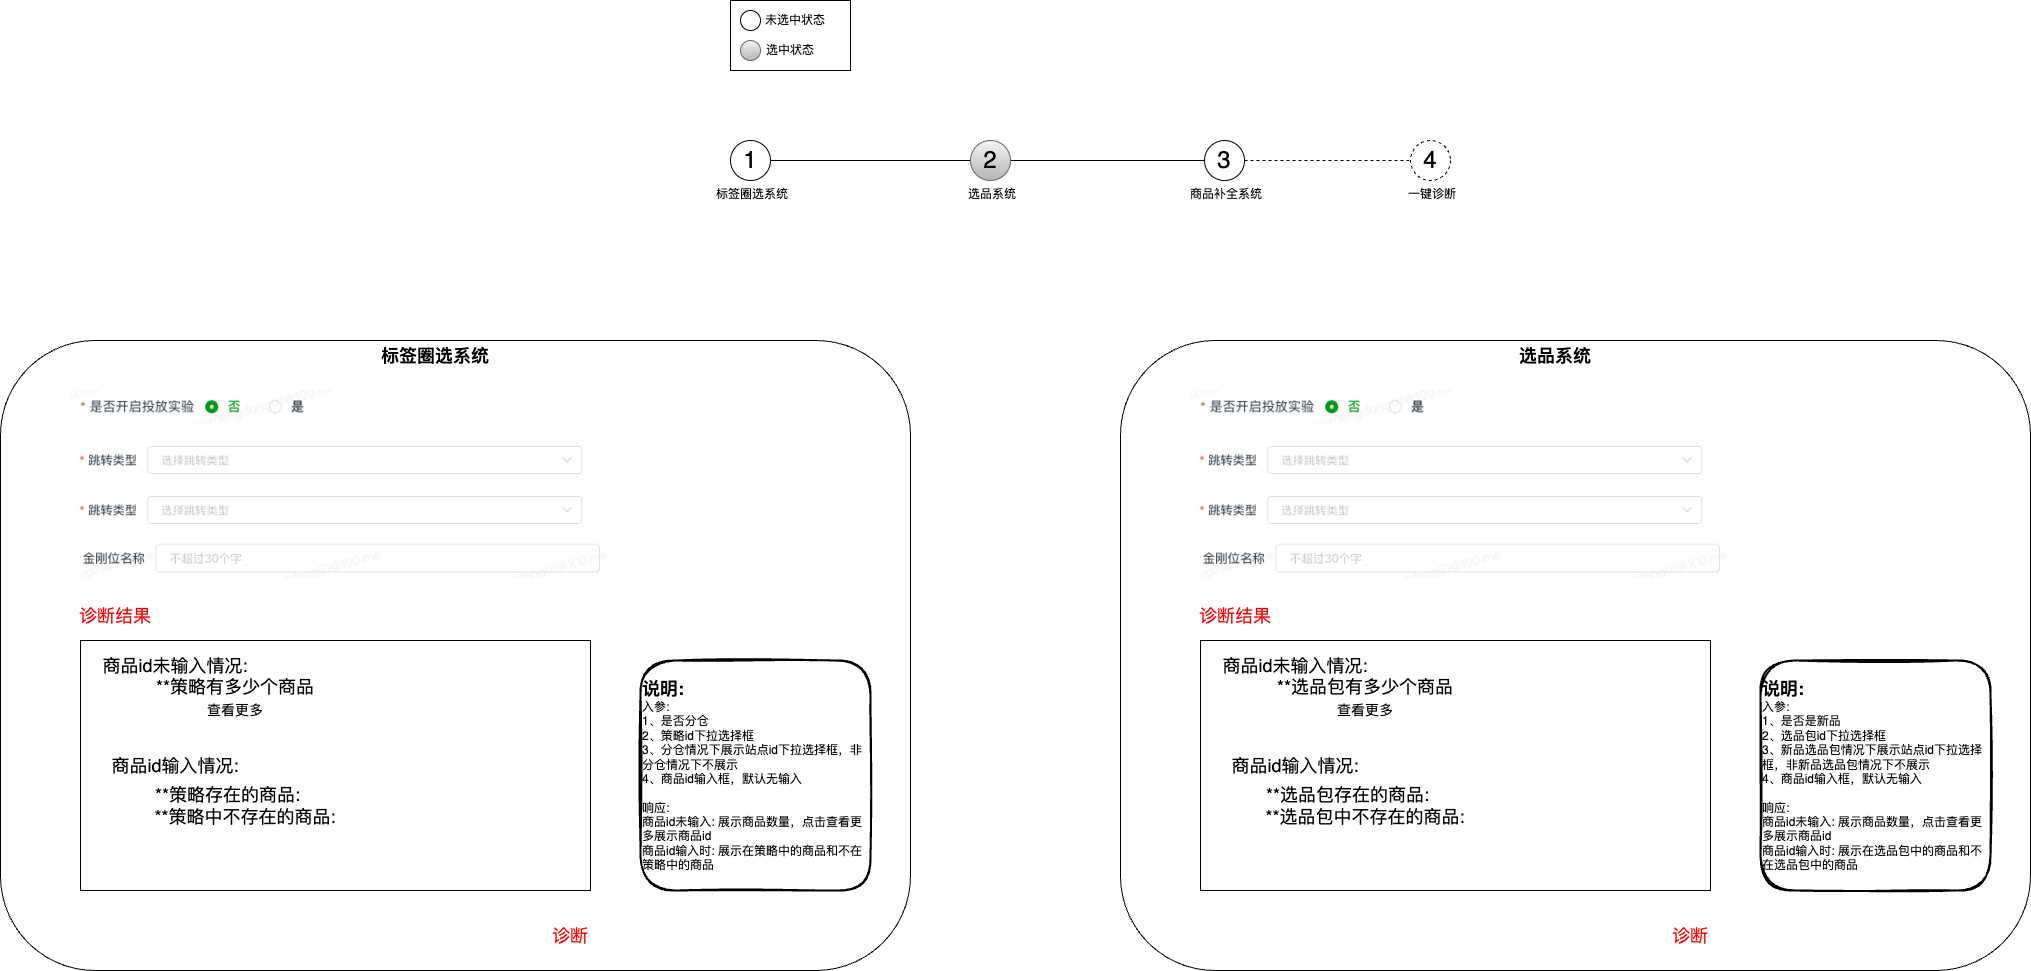 未选中状态
选中状态
1
2
3
4
标签圈选系统
选品系统
商品补全系统
一键诊断
标签圈选系统
* 是否开启投放实验 否 是
* 跳转类型 选择跳转类型
* 跳转类型 选择跳转类型
金刚位名称 不超过30个字
诊断结果
商品id未输入情况:
**策略有多少个商品
查看更多
商品id输入情况:
**策略存在的商品:
**策略中不存在的商品:
说明:
入参:
1、是否分仓
2、策略id下拉选择框
3、分仓情况下展示站点id下拉选择框，非
分仓情况下不展示
4、商品id输入框，默认无输入
响应:
商品id未输入: 展示商品数量，点击查看更
多展示商品id
商品id输入时: 展示在策略中的商品和不在
策略中的商品
诊断
选品系统
* 是否开启投放实验 否 是
* 跳转类型 选择跳转类型
* 跳转类型 选择跳转类型
金刚位名称 不超过30个字
诊断结果
商品id未输入情况:
**选品包有多少个商品
查看更多
商品id输入情况:
**选品包存在的商品:
**选品包中不存在的商品:
说明:
入参:
1、是否是新品
2、选品包id下拉选择框
3、新品选品包情况下展示站点id下拉选择
框，非新品选品包情况下不展示
4、商品id输入框，默认无输入
响应:
商品id未输入: 展示商品数量，点击查看更
多展示商品id
商品id输入时: 展示在选品包中的商品和不
在选品包中的商品
诊断